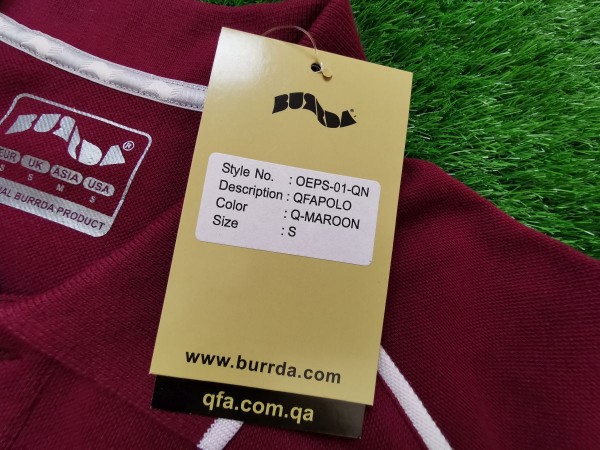 BURRDA
Style No. : OEPS-01-QN
Description : QFAPOLO
Color : Q-MAROON
Size : S
www.burrda.com
qfa.com.qa
BURRDA®
EUR UK ASIA USA
S S M S
AL BURRDA PRODUCT